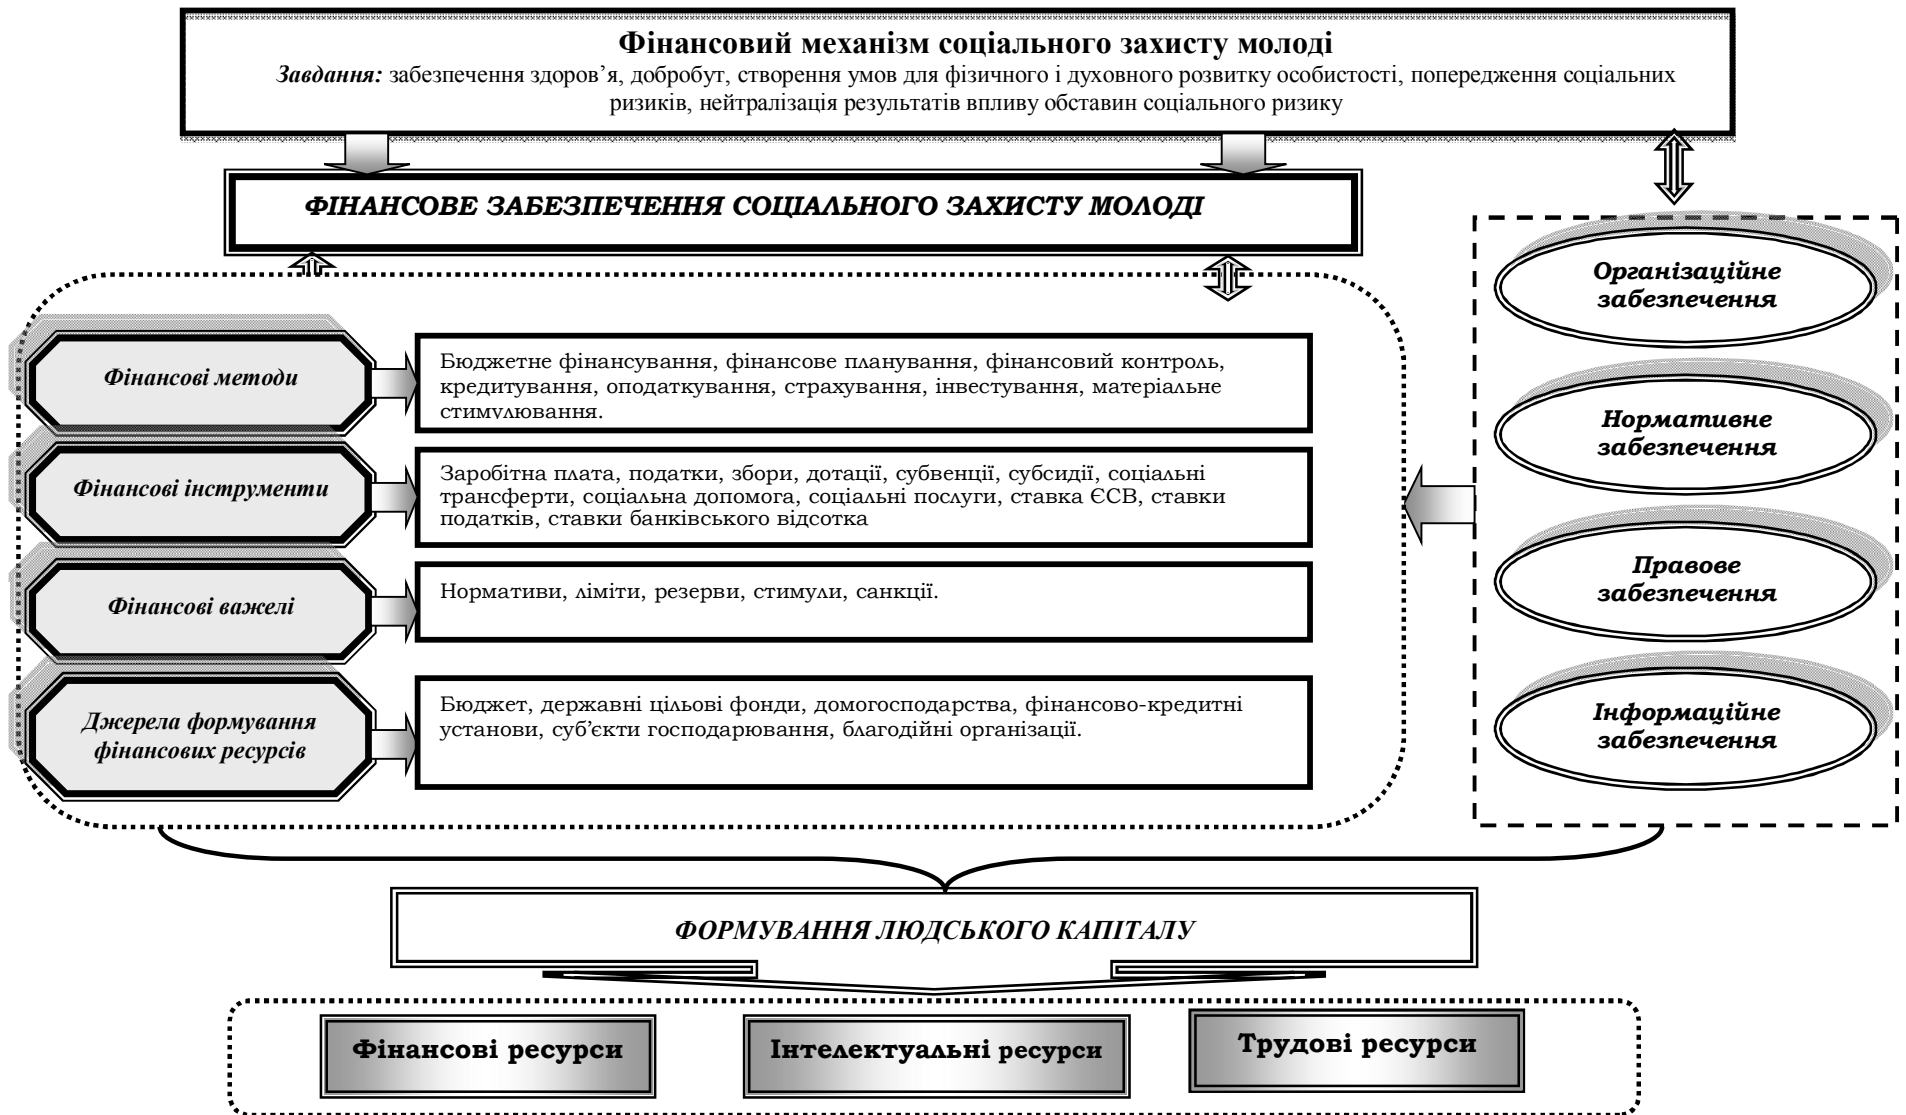 Фінансовий механізм соціального захисту молоді
Завдання: забезпечення здоров’я, добробут, створення умов для фізичного і духовного розвитку особистості, попередження соціальних
ризиків, нейтралізація результатів впливу обставин соціального ризику
ФІНАНСОВЕ ЗАБЕЗПЕЧЕННЯ СОЦІАЛЬНОГО ЗАХИСТУ МОЛОДІ
Фінансові методи
Бюджетне фінансування, фінансове планування, фінансовий контроль,
кредитування, оподаткування, страхування, інвестування, матеріальне
стимулювання.
Фінансові інструменти
Заробітна плата, податки, збори, дотації, субвенції, субсидії, соціальні
трансферти, соціальна допомога, соціальні послуги, ставка ЄСВ, ставки
податків, ставки банківського відсотка
Фінансові важелі
Нормативи, ліміти, резерви, стимули, санкції.
Джерела формування
фінансових ресурсів
Бюджет, державні цільові фонди, домогосподарства, фінансово-кредитні
установи, суб’єкти господарювання, благодійні організації.
Організаційне
забезпечення
Нормативне
забезпечення
Правове
забезпечення
Інформаційне
забезпечення
ФОРМУВАННЯ ЛЮДСЬКОГО КАПІТАЛУ
Фінансові ресурси
Інтелектуальні ресурси
Трудові ресурси